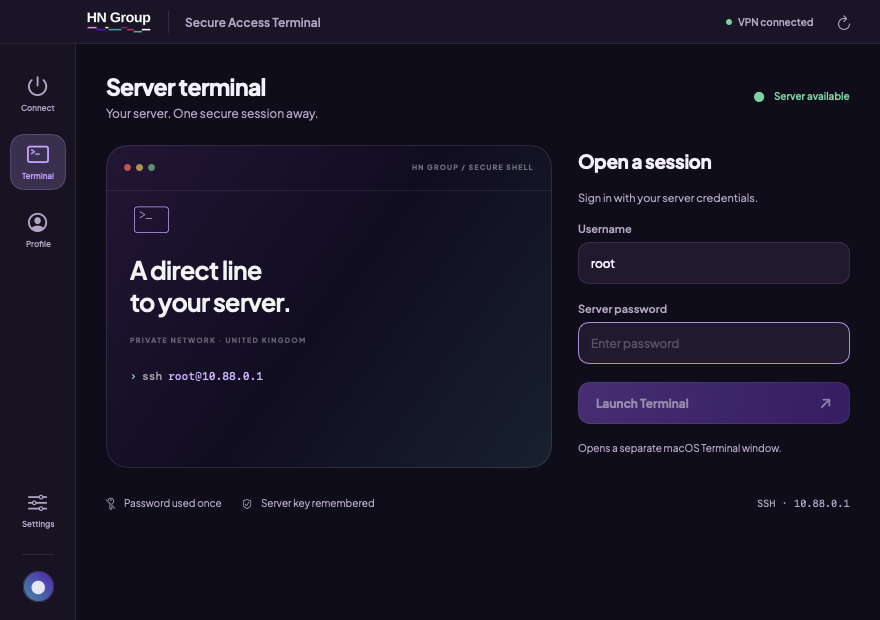 HN Group
Secure Access Terminal
VPN connected
Connect
Terminal
Profile
Settings
Server terminal
Your server. One secure session away.
Server available
HN GROUP / SECURE SHELL
>_
A direct line
to your server.
PRIVATE NETWORK · UNITED KINGDOM
› ssh root@10.88.0.1
Open a session
Sign in with your server credentials.
Username
root
Server password
Enter password
Launch Terminal
Opens a separate macOS Terminal window.
Password used once
Server key remembered
SSH · 10.88.0.1